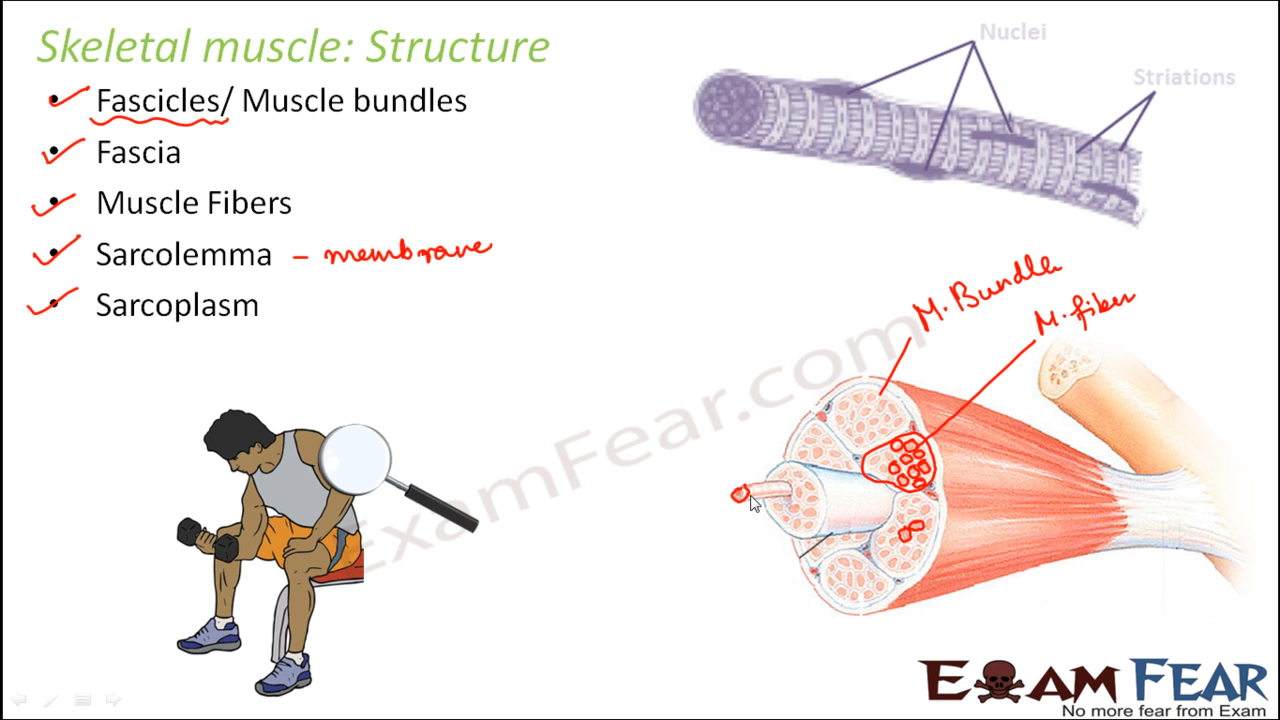 Skeletal muscle: Structure
Nuclei
Striations
• Fascicles/ Muscle bundles
• Fascia
• Muscle Fibers
• Sarcolemma – membrane
• Sarcoplasm
M. Bundle
M. fiber
ExamFear.com
EXAM FEAR
No more fear from Exam